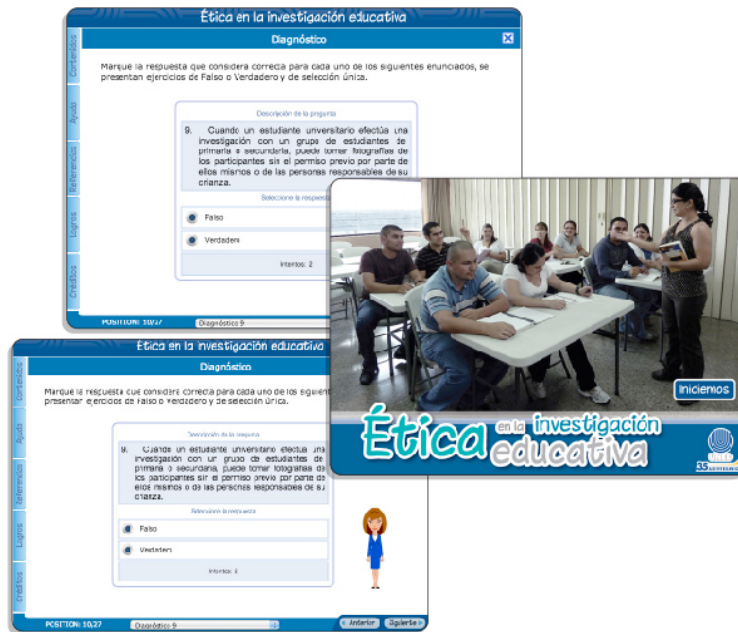 Ética en la investigación educativa
Diagnóstico
Marque la respuesta que considera correcta para cada uno de los siguientes enunciados, se
presentan ejercicios de Falso o Verdadero y de selección única.
Contenidos
Ayuda
Referencias
Logros
Créditos
Descripción de la pregunta
9. Cuando un estudiante universitario efectúa una
investigación con un grupo de estudiantes de
primaria o secundaria, puede tomar fotografías de
los participantes sin el permiso previo por parte de
ellos mismos o de las personas responsables de su
crianza.
Seleccione la respuesta
Falso
Verdadero
Intentos: 2
POSITION: 10/27
Diagnóstico 9
Iniciemos
Ética en la investigación
educativa
35
Ética en la investigación educativa
Diagnóstico
Marque la respuesta que considera correcta para cada uno de los siguient
presentan ejercicios de Falso o Verdadero y de selección única.
Contenidos
Ayuda
Referencias
Logros
Créditos
Descripción de la pregunta
9. Cuando un estudiante universitario efectúa una
investigación con un grupo de estudiantes de
primaria o secundaria, puede tomar fotografías de
los participantes sin el permiso previo por parte de
ellos mismos o de las personas responsables de su
crianza.
Seleccione la respuesta
Falso
Verdadero
Intentos:
POSITION: 10/27
Diagnóstico 9
« Anterior
Siguiente »